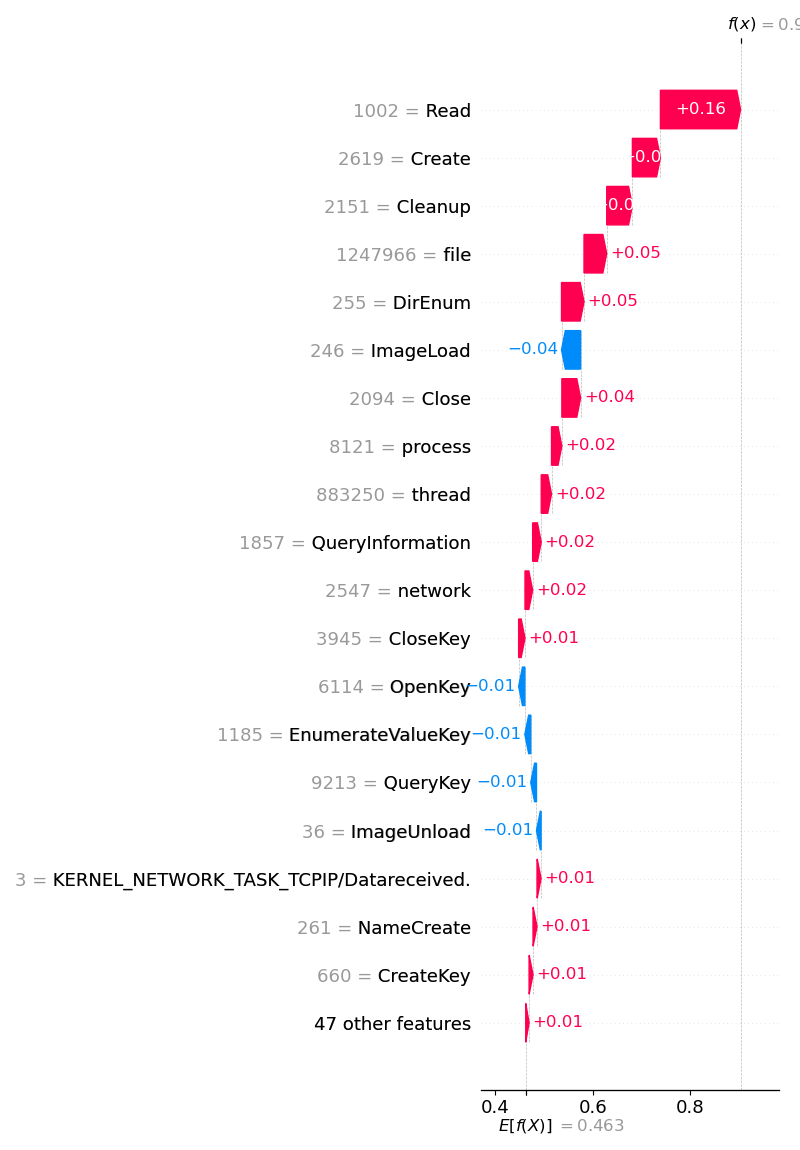 f(x) = 0.9
1002 = Read +0.16
2619 = Create +0.0
2151 = Cleanup +0.0
1247966 = file +0.05
255 = DirEnum +0.05
246 = ImageLoad −0.04
2094 = Close +0.04
8121 = process +0.02
883250 = thread +0.02
1857 = QueryInformation +0.02
2547 = network +0.02
3945 = CloseKey +0.01
6114 = OpenKey −0.01
1185 = EnumerateValueKey −0.01
9213 = QueryKey −0.01
36 = ImageUnload −0.01
3 = KERNEL_NETWORK_TASK_TCPIP/Datareceived. +0.01
261 = NameCreate +0.01
660 = CreateKey +0.01
47 other features +0.01
0.4 0.6 0.8
E[f(X)] = 0.463